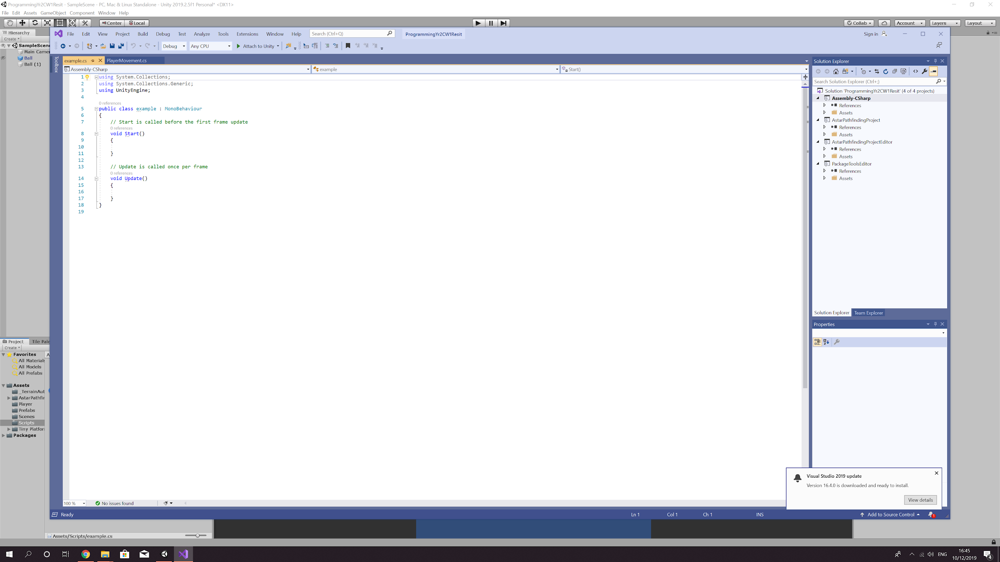 ProgrammingYr2CW1Resit - SampleScene - PC, Mac & Linux Standalone - Unity 2019.2.5f1 Personal* <DX11>
File Edit Assets GameObject Component Window Help
Center Local
Collab Account Layers Layout
Hierarchy
Create
SampleScene
Main Camer
Ball
Ball (1)
File Edit View Project Build Debug Test Analyze Tools Extensions Window Help Search (Ctrl+Q) ProgrammingYr2CW1Resit Sign in
Debug Any CPU Attach to Unity
Toolbox
example.cs PlayerMovement.cs
Assembly-CSharp example Start()
1 using System.Collections;
2 using System.Collections.Generic;
3 using UnityEngine;
4
0 references
5 public class example : MonoBehaviour
6 {
7 // Start is called before the first frame update
0 references
8 void Start()
9 {
10
11 }
12
13 // Update is called once per frame
0 references
14 void Update()
15 {
16
17 }
18 }
19
100 % No issues found
Ready Ln 1 Col 1 Ch 1 INS Add to Source Control 1
Solution Explorer
Search Solution Explorer (Ctrl+;)
Solution 'ProgrammingYr2CW1Resit' (4 of 4 projects)
Assembly-CSharp
References
Assets
AstarPathfindingProject
References
Assets
AstarPathfindingProjectEditor
References
Assets
PackageToolsEditor
References
Assets
Solution Explorer Team Explorer
Properties
Visual Studio 2019 update
Version 16.4.0 is downloaded and ready to install.
View details
Project Tile Pale
Create
Favorites A
All Materials
All Models
All Prefabs
Assets
_TerrainAut
AstarPathfin
Player
Prefabs
Scenes
Scripts
Tiny Platfor
Packages
Assets/Scripts/example.cs
ENG
16:45
10/12/2019
4